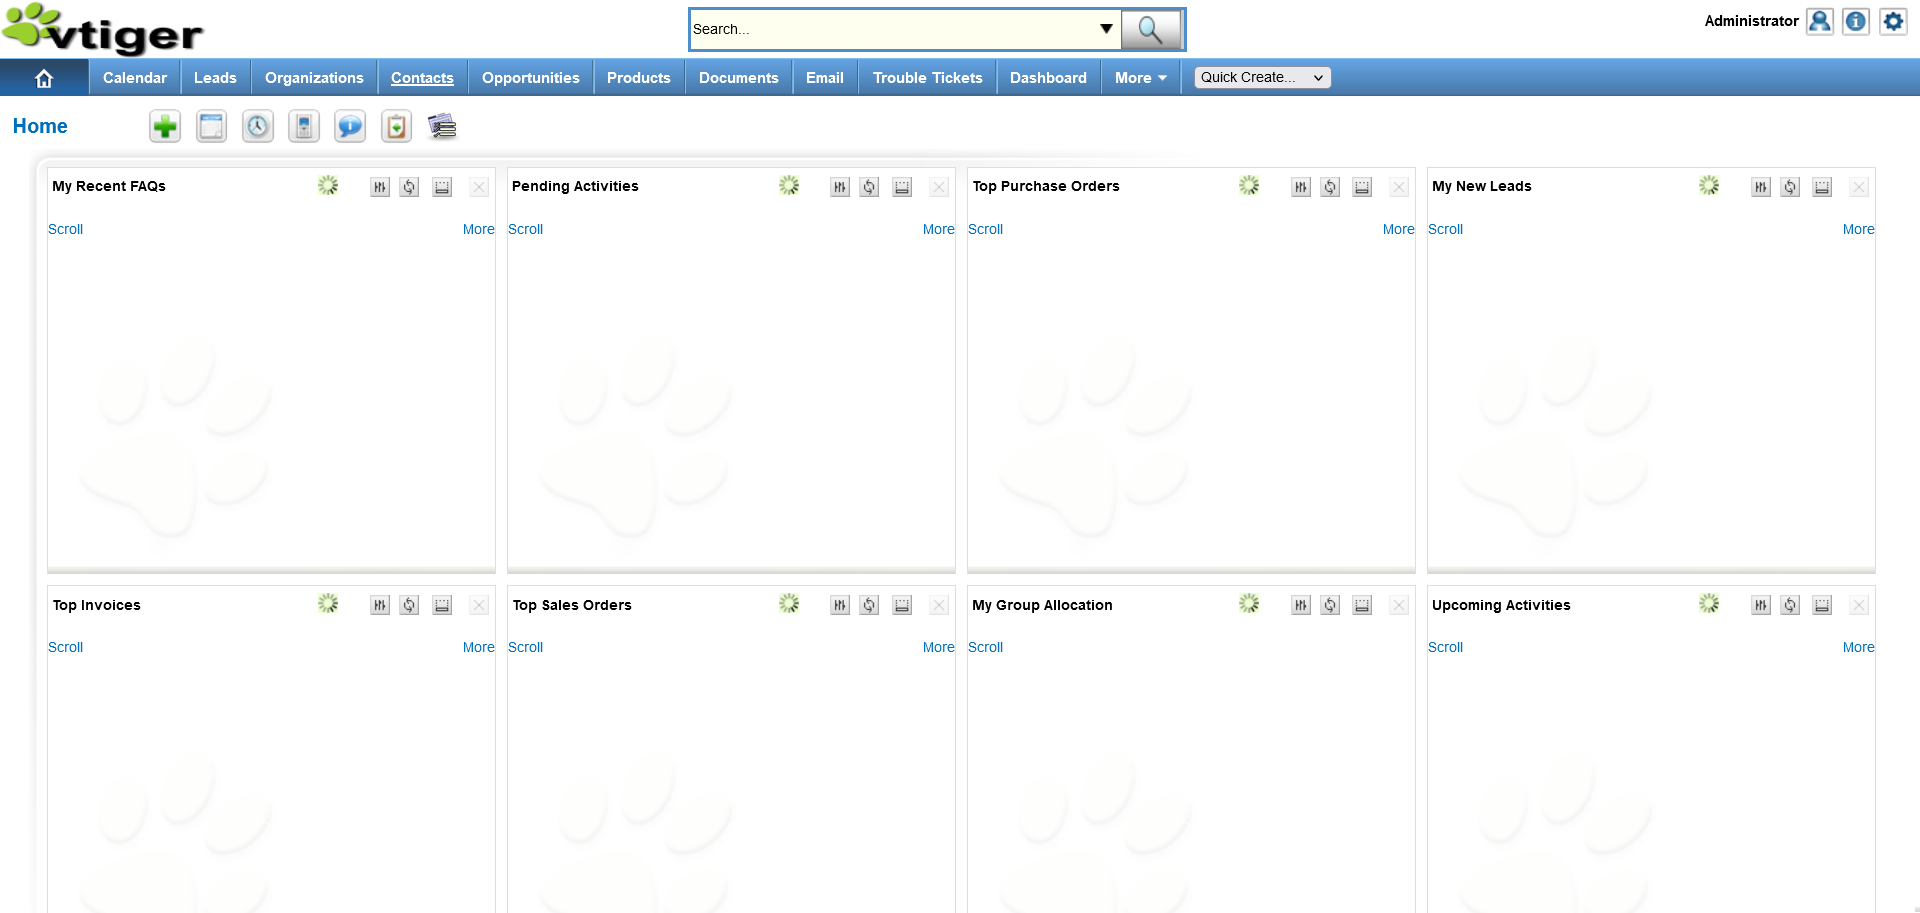 vtiger
Search...
Administrator
Calendar Leads Organizations Contacts Opportunities Products Documents Email Trouble Tickets Dashboard More Quick Create...
Home
My Recent FAQs Pending Activities Top Purchase Orders My New Leads
Scroll More Scroll More Scroll More Scroll More
Top Invoices Top Sales Orders My Group Allocation Upcoming Activities
Scroll More Scroll More Scroll Scroll More